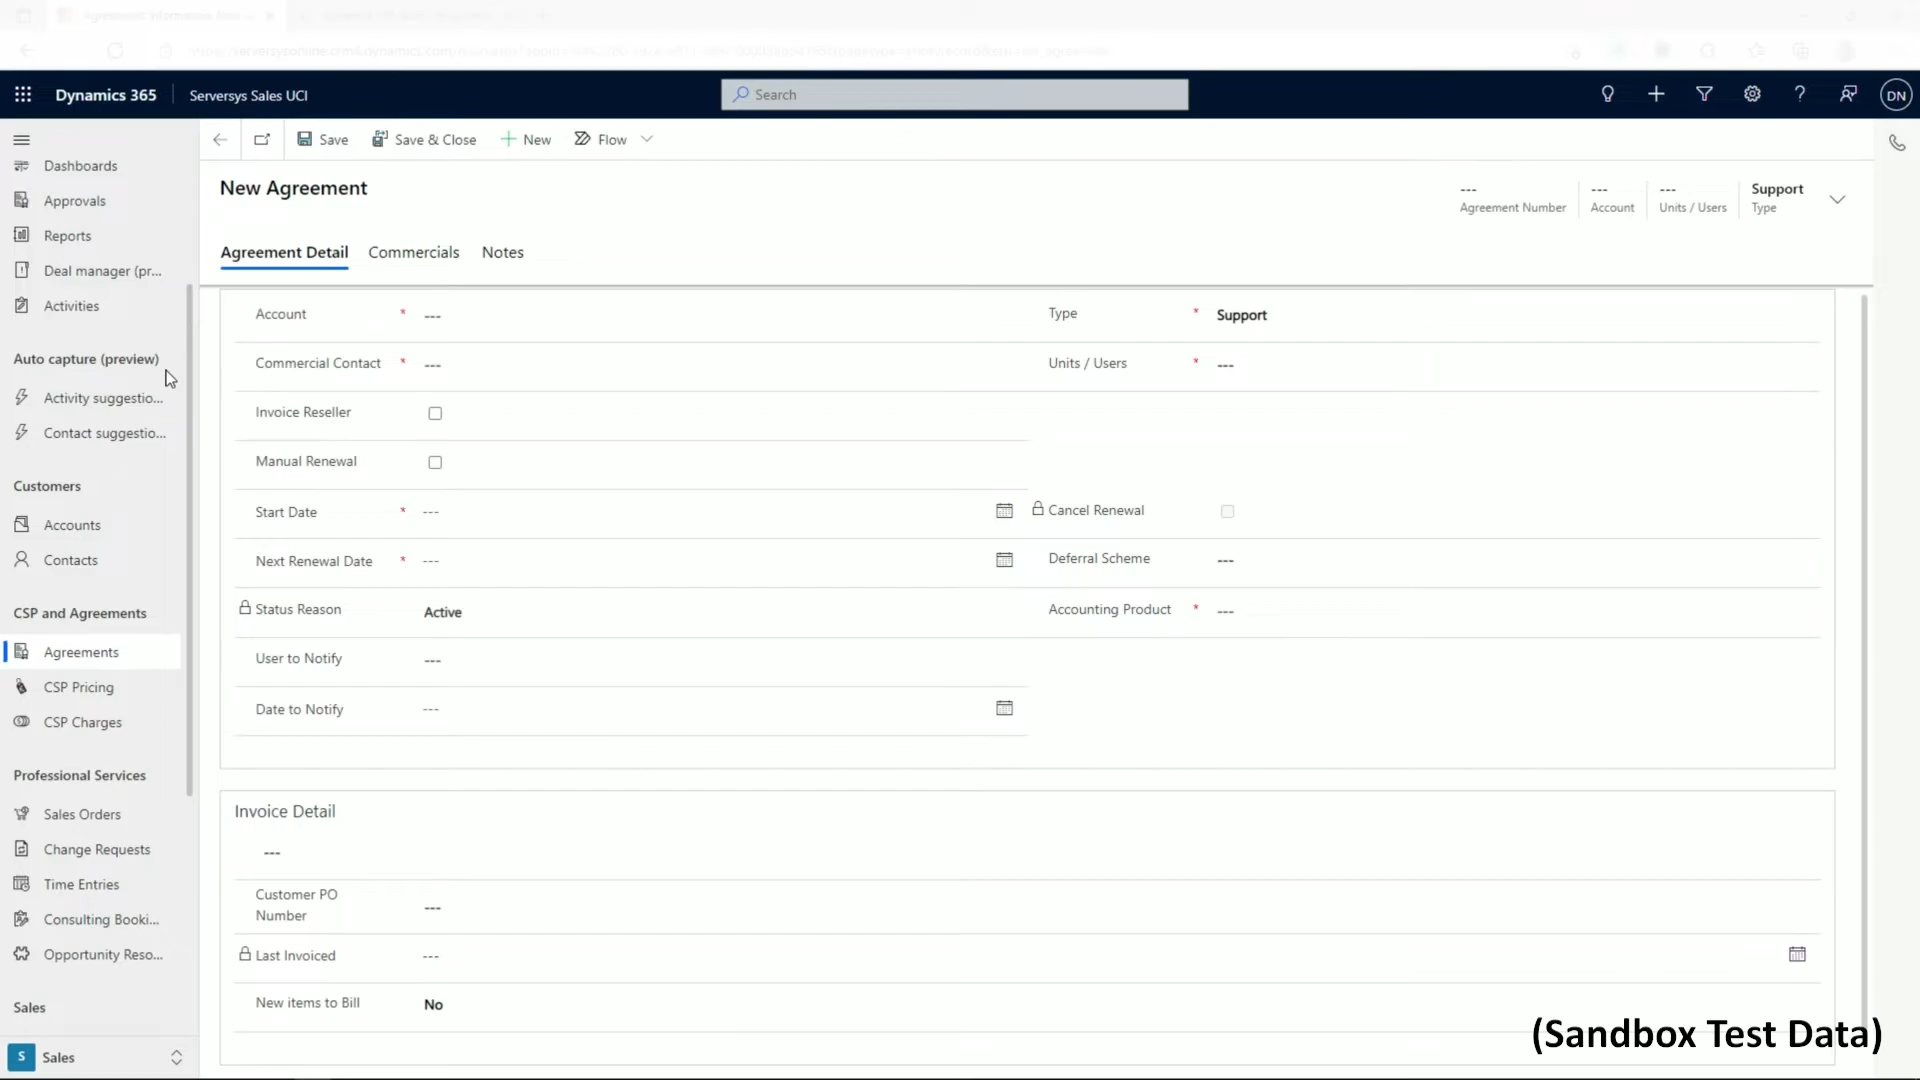 Dynamics 365
Serversys Sales UCI
Search
DN
Save
Save & Close
New
Flow
Dashboards
Approvals
Reports
Deal manager (pr...
Activities
Auto capture (preview)
Activity suggestio...
Contact suggestio...
Customers
Accounts
Contacts
CSP and Agreements
Agreements
CSP Pricing
CSP Charges
Professional Services
Sales Orders
Change Requests
Time Entries
Consulting Booki...
Opportunity Reso...
Sales
S Sales
New Agreement
--- Agreement Number
--- Account
--- Units / Users
Support
Type
Agreement Detail Commercials Notes
Account * ---
Type * Support
Commercial Contact * ---
Units / Users * ---
Invoice Reseller
Manual Renewal
Start Date * ---
Cancel Renewal
Next Renewal Date * ---
Deferral Scheme ---
Status Reason Active
Accounting Product * ---
User to Notify ---
Date to Notify ---
Invoice Detail
---
Customer PO
Number ---
Last Invoiced ---
New items to Bill No
(Sandbox Test Data)